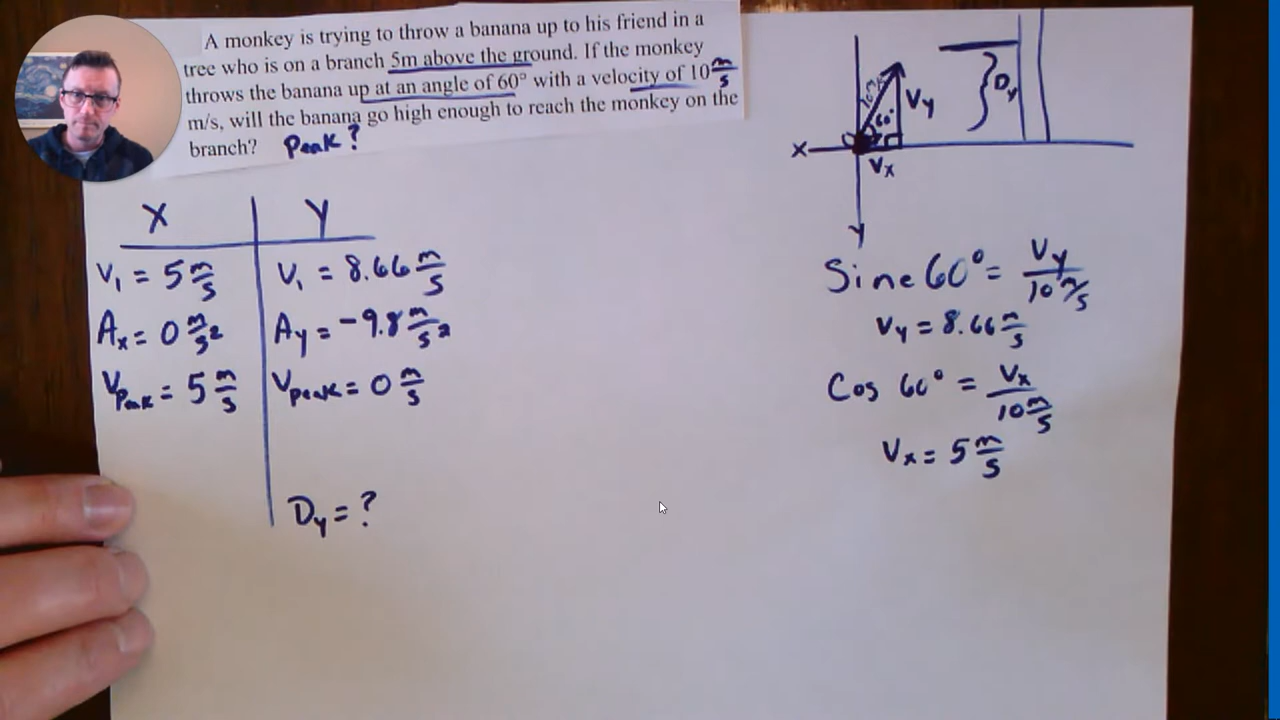 A monkey is trying to throw a banana up to his friend in a
tree who is on a branch 5m above the ground. If the monkey
throws the banana up at an angle of 60° with a velocity of 10 m/s
m/s, will the banana go high enough to reach the monkey on the
branch? Peak?
10 m/s
60°
Vy
Dy
X
Vx
Y
X Y
V₁ = 5 m/s V₁ = 8.66 m/s
Ax = 0 m/s² Ay = -9.8 m/s²
Vpeak = 5 m/s Vpeak = 0 m/s
Dy = ?
Sine 60° = Vy/10 m/s
Vy = 8.66 m/s
Cos 60° = Vx/10 m/s
Vx = 5 m/s